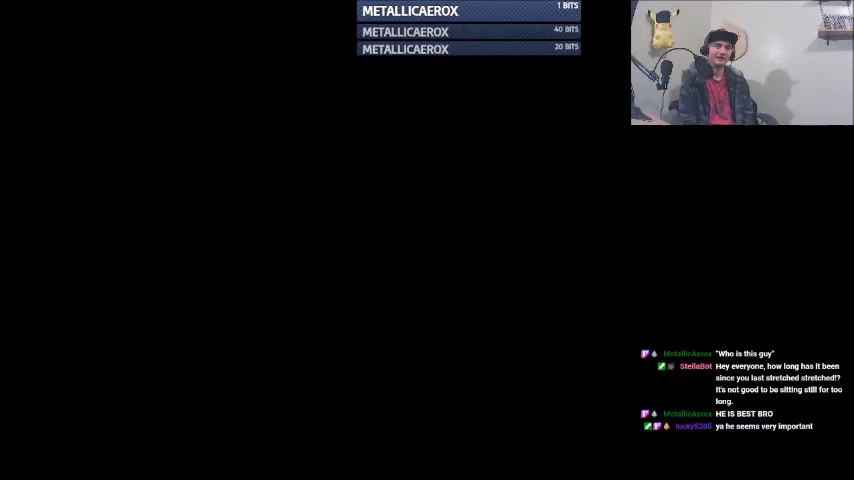 METALLICAEROX 1 BITS
METALLICAEROX 40 BITS
METALLICAEROX 20 BITS
MetallicAerox "Who is this guy"
StellaBot Hey everyone, how long has it been
since you last stretched stretched!?
It's not good to be sitting still for too
long.
MetallicAerox HE IS BEST BRO
lucky5205 ya he seems very important